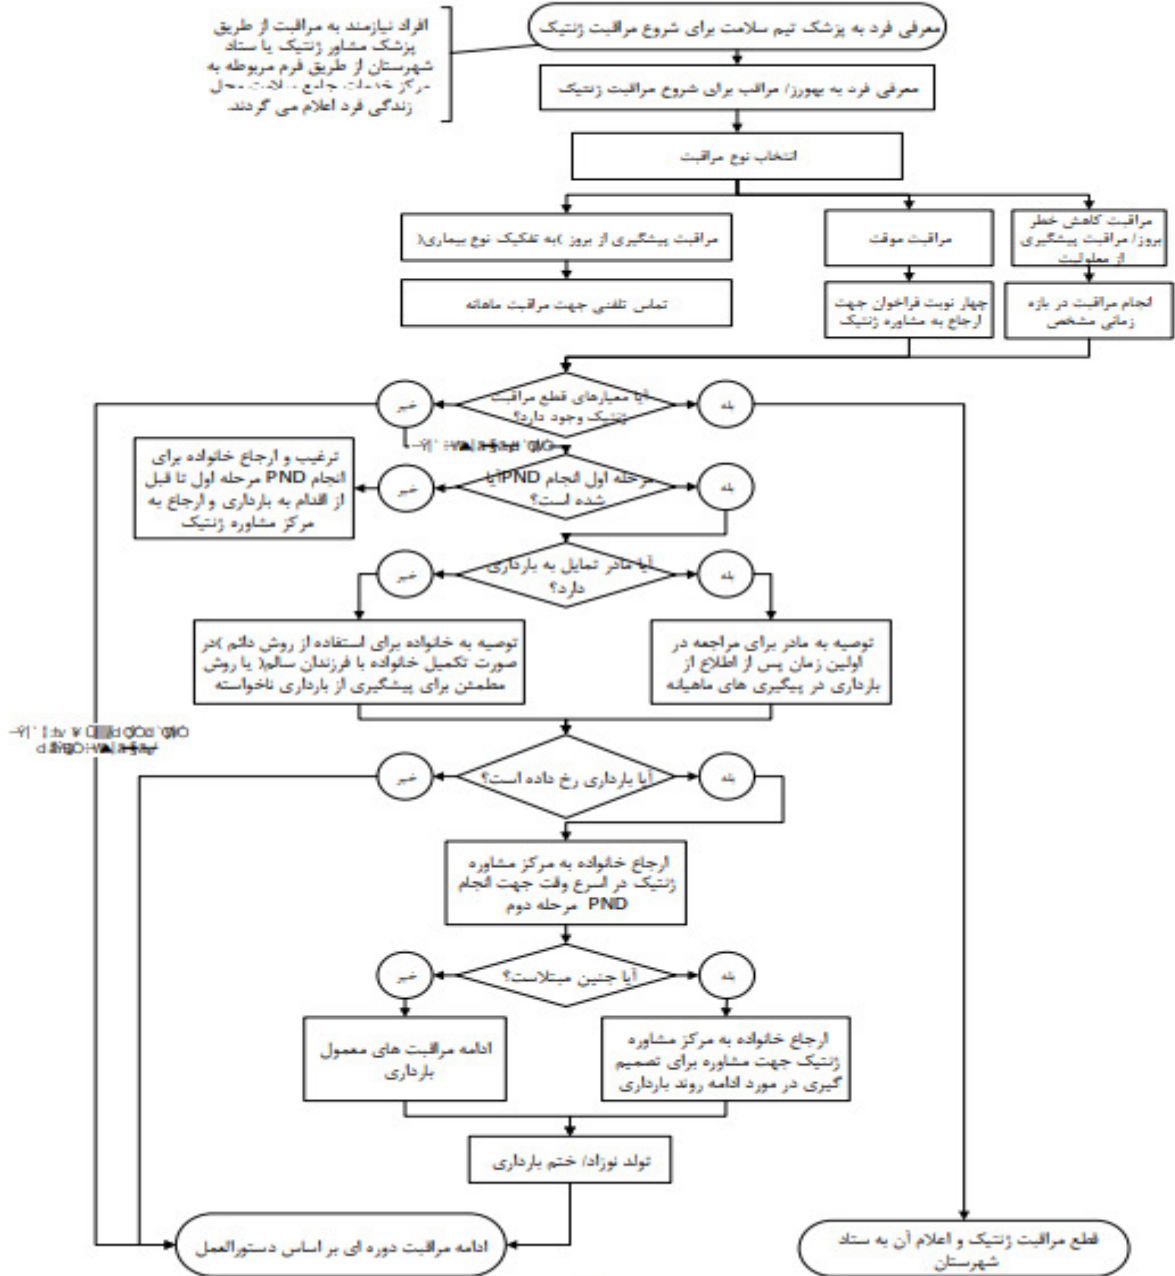 معرفی فرد به پزشک تیم سلامت برای شروع مراقبت ژنتیک
افراد نیازمند به مراقبت از طریق
پزشک مشاور ژنتیک یا ستاد
شهرستان از طریق فرم مربوطه به
مرکز خدمات جامع سلامت محل
زندگی فرد اعلام می گردند.
معرفی فرد به بهورز/ مراقب برای شروع مراقبت ژنتیک
انتخاب نوع مراقبت
مراقبت کاهش خطر
بروز/ مراقبت پیشگیری
از معلولیت
مراقبت موقت
مراقبت پیشگیری از بروز )به تفکیک نوع بیماری(
انجام مراقبت در بازه
زمانی مشخص
چهار نوبت فراخوان جهت
ارجاع به مشاوره ژنتیک
تماس تلفنی جهت مراقبت ماهانه
بله
آیا معیارهای قطع مراقبت
ژنتیک وجود دارد؟
خیر
بله
مرحله اول انجام PNDآیا
شده است؟
خیر
ترغیب و ارجاع خانواده برای
انجام PND مرحله اول تا قبل
از اقدام به بارداری و ارجاع به
مرکز مشاوره ژنتیک
بله
آیا مادر تمایل به بارداری
دارد؟
خیر
توصیه به مادر برای مراجعه در
اولین زمان پس از اطلاع از
بارداری در پیگیری های ماهیانه
توصیه به خانواده برای استفاده از روش دائم )در
صورت تکمیل خانواده با فرزندان سالم( یا روش
مطمئن برای پیشگیری از بارداری ناخواسته
بله
آیا بارداری رخ داده است؟
خیر
ارجاع خانواده به مرکز مشاوره
ژنتیک در اسرع وقت جهت انجام
PND مرحله دوم
بله
آیا جنین مبتلاست؟
خیر
ارجاع خانواده به مرکز مشاوره
ژنتیک جهت مشاوره برای تصمیم
گیری در مورد ادامه روند بارداری
ادامه مراقبت های معمول
بارداری
تولد نوزاد/ ختم بارداری
قطع مراقبت ژنتیک و اعلام آن به ستاد
شهرستان
ادامه مراقبت دوره ای بر اساس دستورالعمل